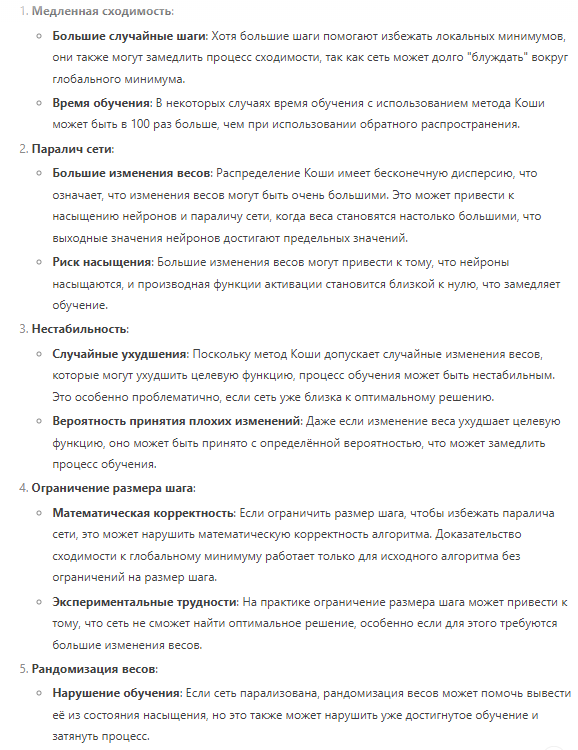 1. Медленная сходимость:
◦ Большие случайные шаги: Хотя большие шаги помогают избежать локальных минимумов,
они также могут замедлить процесс сходимости, так как сеть может долго "блуждать" вокруг
глобального минимума.
◦ Время обучения: В некоторых случаях время обучения с использованием метода Коши
может быть в 100 раз больше, чем при использовании обратного распространения.
2. Паралич сети:
◦ Большие изменения весов: Распределение Коши имеет бесконечную дисперсию, что
означает, что изменения весов могут быть очень большими. Это может привести к
насыщению нейронов и параличу сети, когда веса становятся настолько большими, что
выходные значения нейронов достигают предельных значений.
◦ Риск насыщения: Большие изменения весов могут привести к тому, что нейроны
насыщаются, и производная функции активации становится близкой к нулю, что замедляет
обучение.
3. Нестабильность:
◦ Случайные ухудшения: Поскольку метод Коши допускает случайные изменения весов,
которые могут ухудшить целевую функцию, процесс обучения может быть нестабильным.
Это особенно проблематично, если сеть уже близка к оптимальному решению.
◦ Вероятность принятия плохих изменений: Даже если изменение веса ухудшает целевую
функцию, оно может быть принято с определённой вероятностью, что может замедлить
процесс обучения.
4. Ограничение размера шага:
◦ Математическая корректность: Если ограничить размер шага, чтобы избежать паралича
сети, это может нарушить математическую корректность алгоритма. Доказательство
сходимости к глобальному минимуму работает только для исходного алгоритма без
ограничений на размер шага.
◦ Экспериментальные трудности: На практике ограничение размера шага может привести к
тому, что сеть не сможет найти оптимальное решение, особенно если для этого требуются
большие изменения весов.
5. Рандомизация весов:
◦ Нарушение обучения: Если сеть парализована, рандомизация весов может помочь вывести
её из состояния насыщения, но это также может нарушить уже достигнутое обучение и
затянуть процесс.